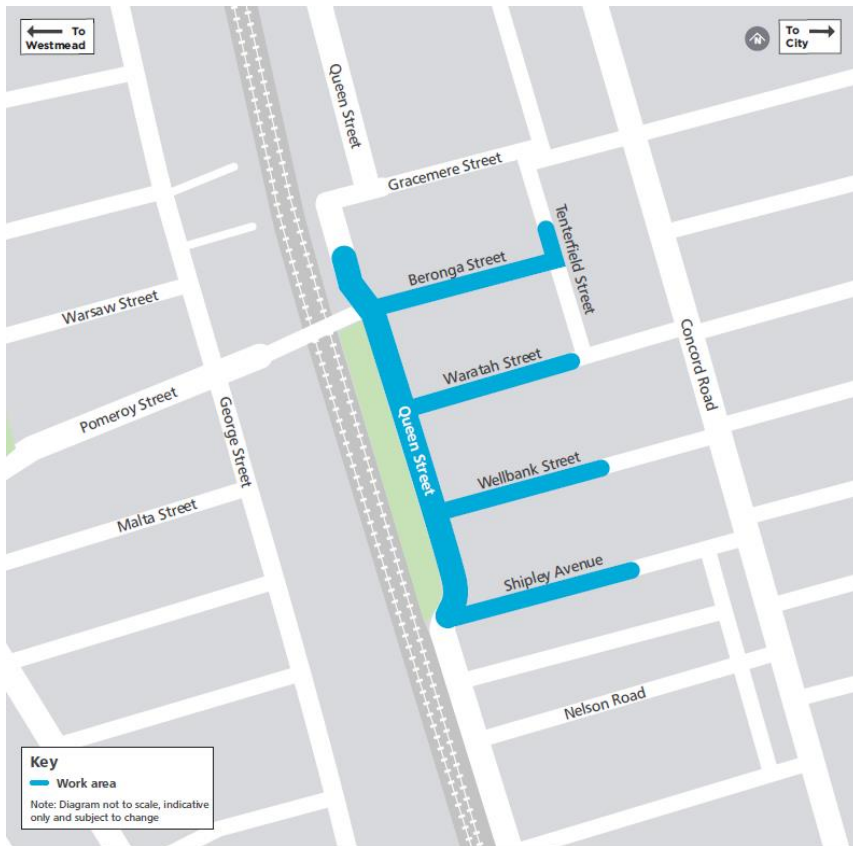 To
Westmead
N
To
City
Queen Street
Gracemere Street
Tenterfield Street
Beronga Street
Warsaw Street
Concord Road
Waratah Street
Pomeroy Street
George Street
Queen Street
Wellbank Street
Malta Street
Shipley Avenue
Nelson Road
Key
Work area
Note: Diagram not to scale, indicative
only and subject to change